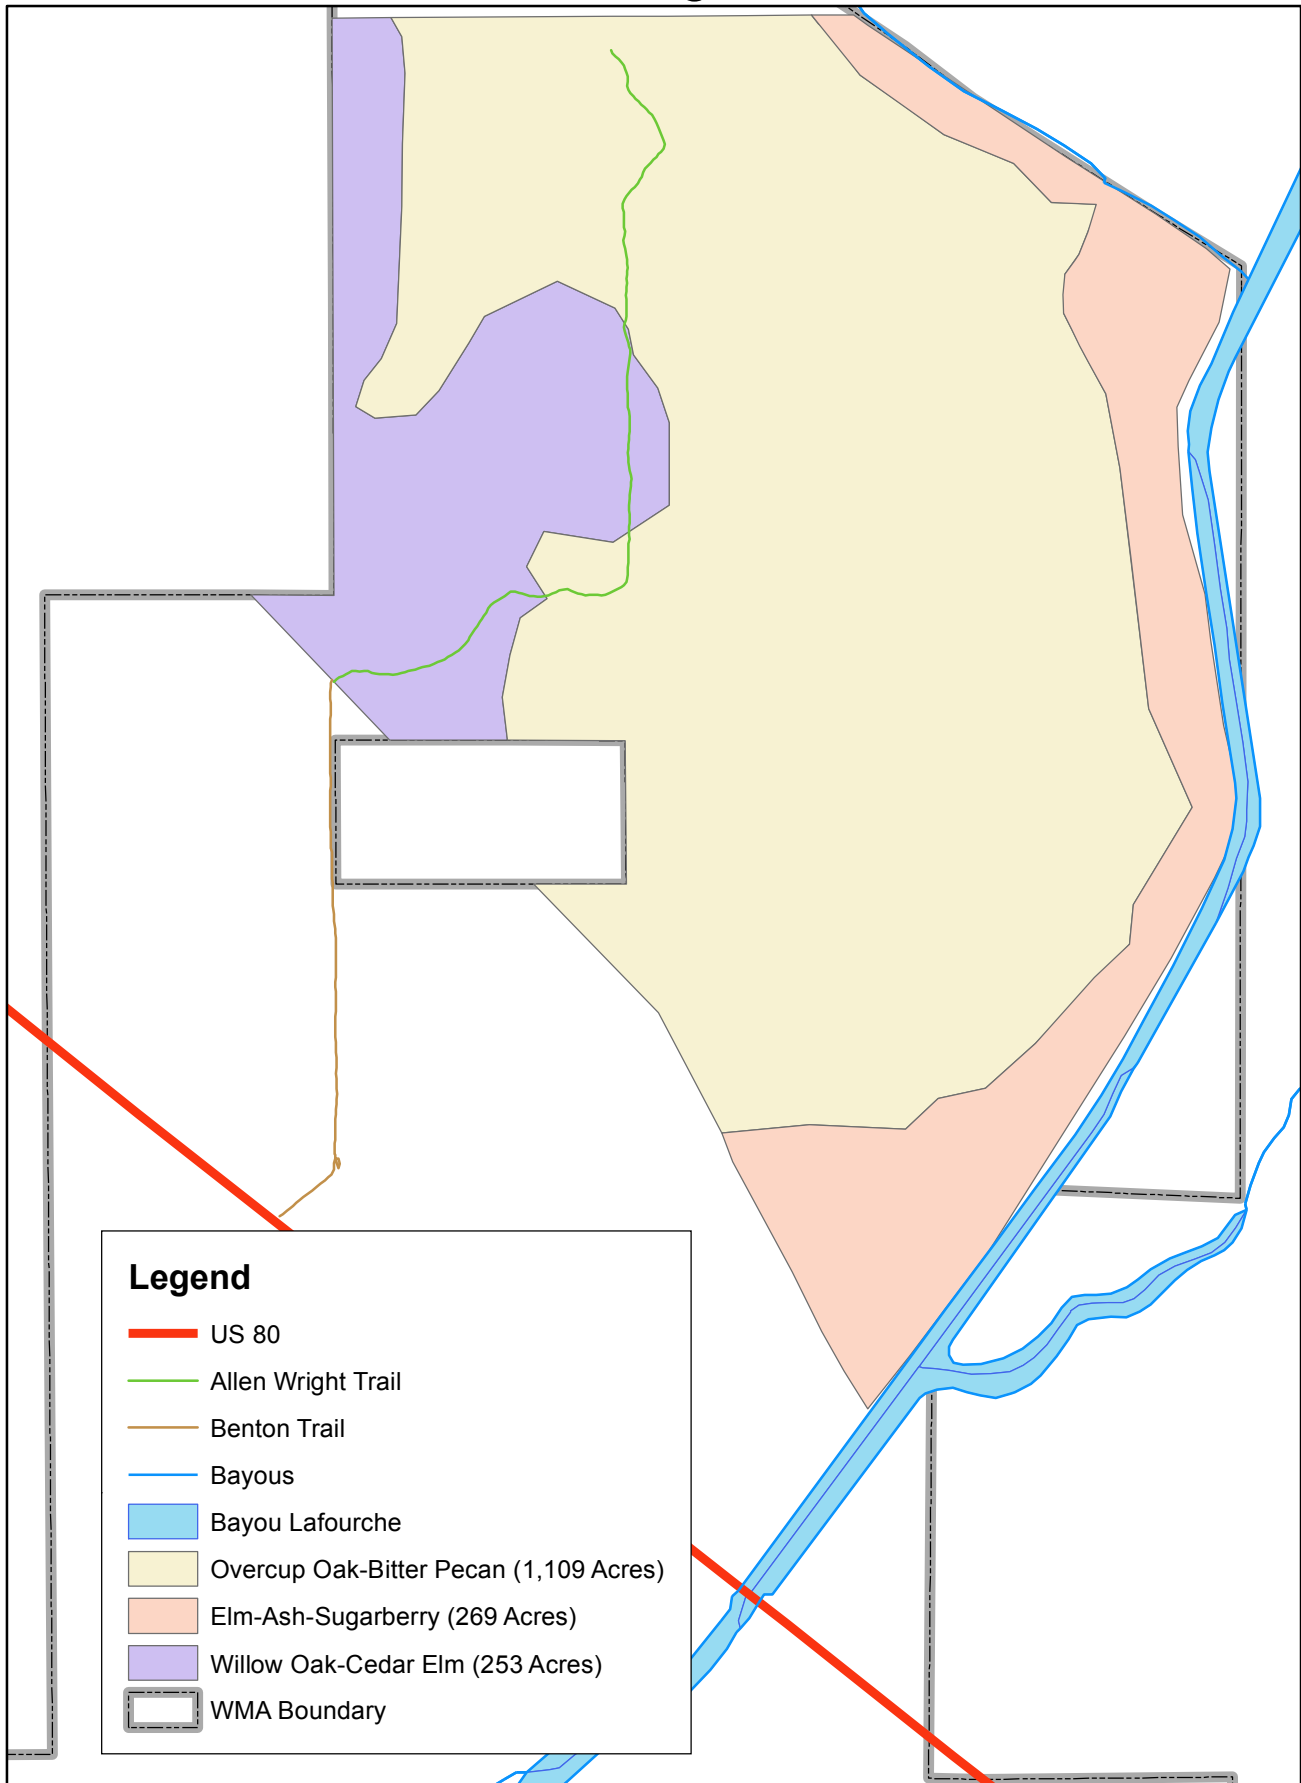 Legend
US 80
Allen Wright Trail
Benton Trail
Bayous
Bayou Lafourche
Overcup Oak-Bitter Pecan (1,109 Acres)
Elm-Ash-Sugarberry (269 Acres)
Willow Oak-Cedar Elm (253 Acres)
WMA Boundary